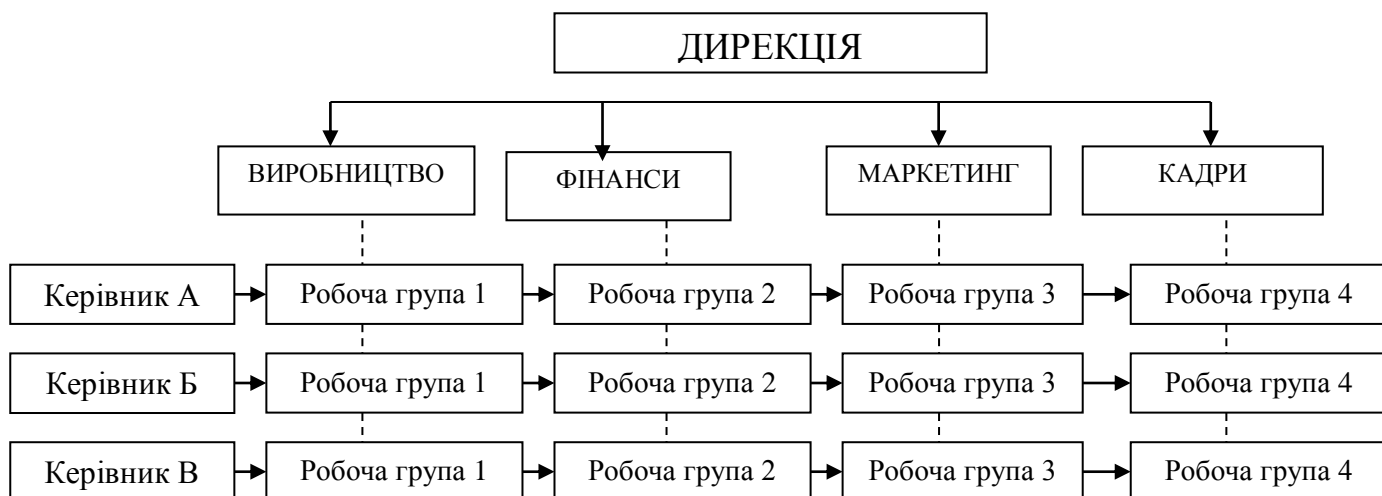 ДИРЕКЦІЯ
ВИРОБНИЦТВО
ФІНАНСИ
МАРКЕТИНГ
КАДРИ
Керівник А
Робоча група 1
Робоча група 2
Робоча група 3
Робоча група 4
Керівник Б
Робоча група 1
Робоча група 2
Робоча група 3
Робоча група 4
Керівник В
Робоча група 1
Робоча група 2
Робоча група 3
Робоча група 4